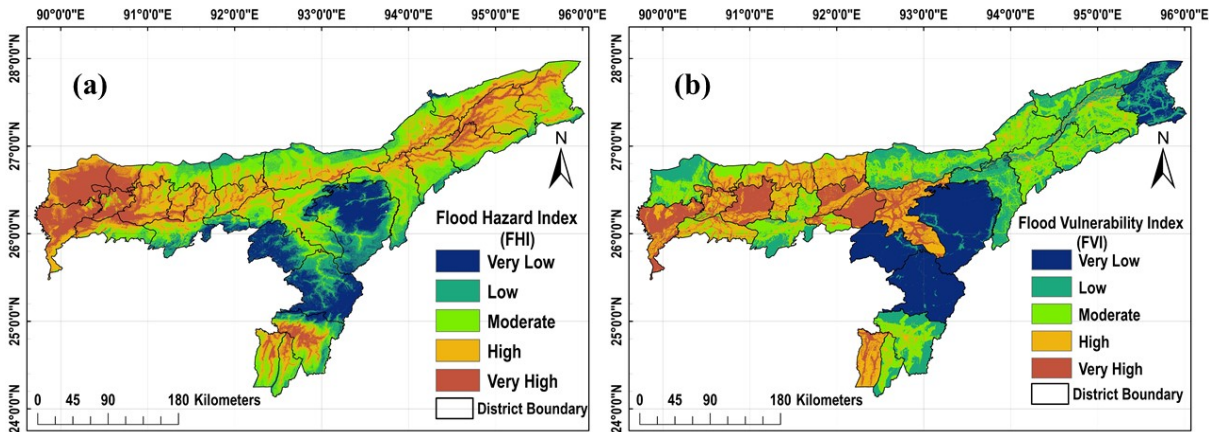 90°0'0"E 91°0'0"E 92°0'0"E 93°0'0"E 94°0'0"E 95°0'0"E 96°0'0"E
28°0'0"N
27°0'0"N
26°0'0"N
25°0'0"N
24°0'0"N
(a)
N
Flood Hazard Index
(FHI)
Very Low
Low
Moderate
High
Very High
District Boundary
0 45 90 180 Kilometers
90°0'0"E 91°0'0"E 92°0'0"E 93°0'0"E 94°0'0"E 95°0'0"E 96°0'0"E
28°0'0"N
27°0'0"N
26°0'0"N
25°0'0"N
24°0'0"N
(b)
N
Flood Vulnerability Index
(FVI)
Very Low
Low
Moderate
High
Very High
District Boundary
0 45 90 180 Kilometers